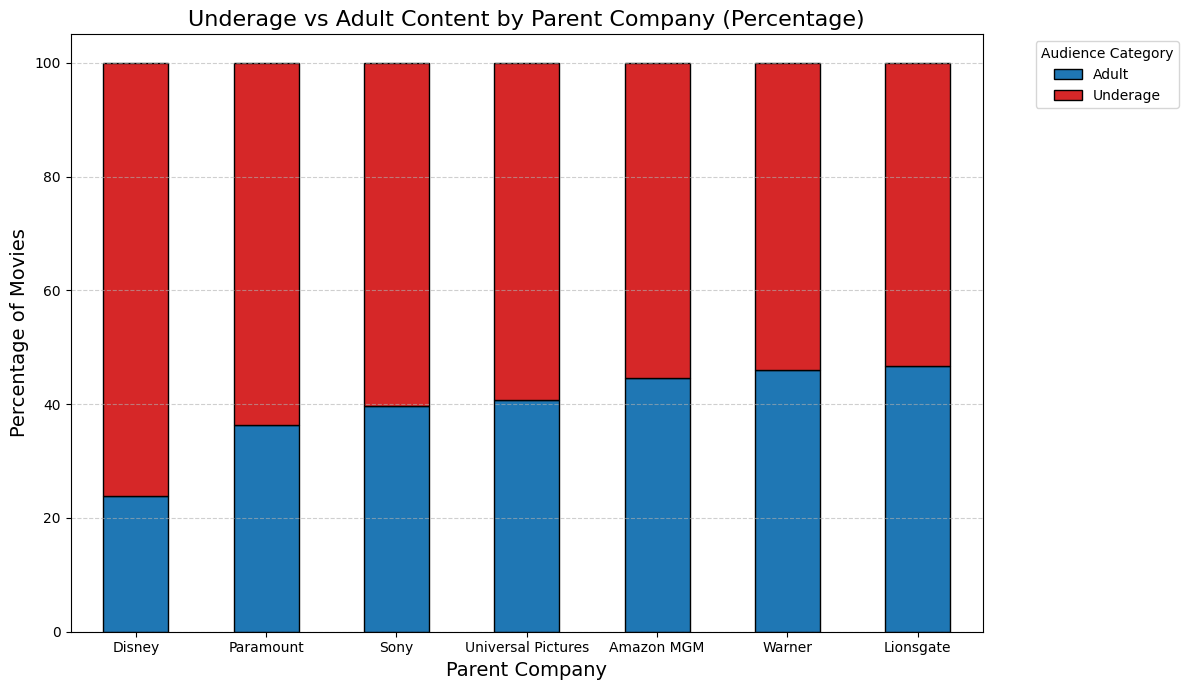 Underage vs Adult Content by Parent Company (Percentage)
Audience Category
Adult
Underage
Percentage of Movies
100
80
60
40
20
0
Disney Paramount Sony Universal Pictures Amazon MGM Warner Lionsgate
Parent Company